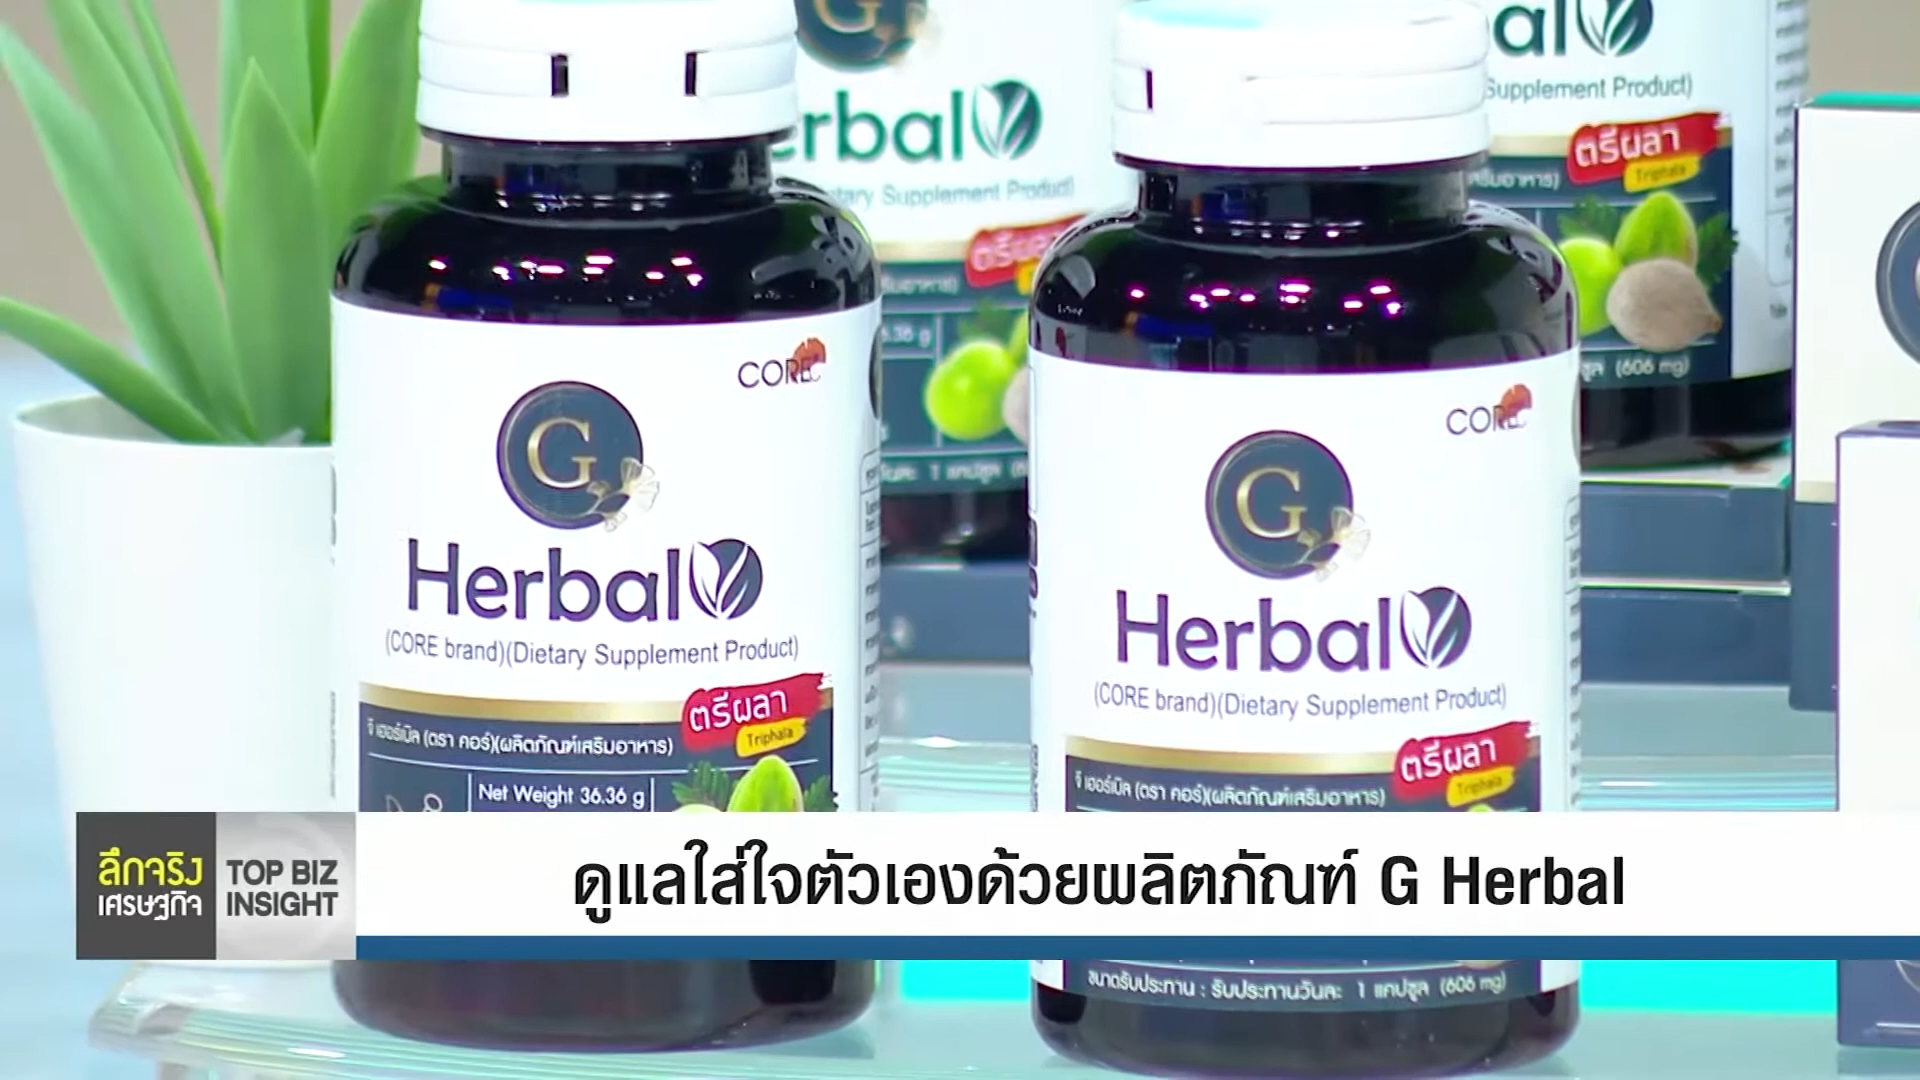 G
erbal
etary Supplement Product)
ตรีผลา
al
Supplement Product)
ตรีผลา
Triphala
(606 mg)
CORE
G
Herbal
(CORE brand)(Dietary Supplement Product)
ตรีผลา
Triphala
จี เฮอร์เบิล (ตรา คอร์)(ผลิตภัณฑ์เสริมอาหาร)
Net Weight 36.36 g
CORE
G
Herbal
(CORE brand)(Dietary Supplement Product)
ตรีผลา
Triphala
จี เฮอร์เบิล (ตรา คอร์)(ผลิตภัณฑ์เสริมอาหาร)
ลึกจริง
เศรษฐกิจ
TOP BIZ
INSIGHT
ดูแลใส่ใจตัวเองด้วยผลิตภัณฑ์ G Herbal
ขนาดรับประทาน : รับประทานวันละ 1 แคปซูล (606 mg)